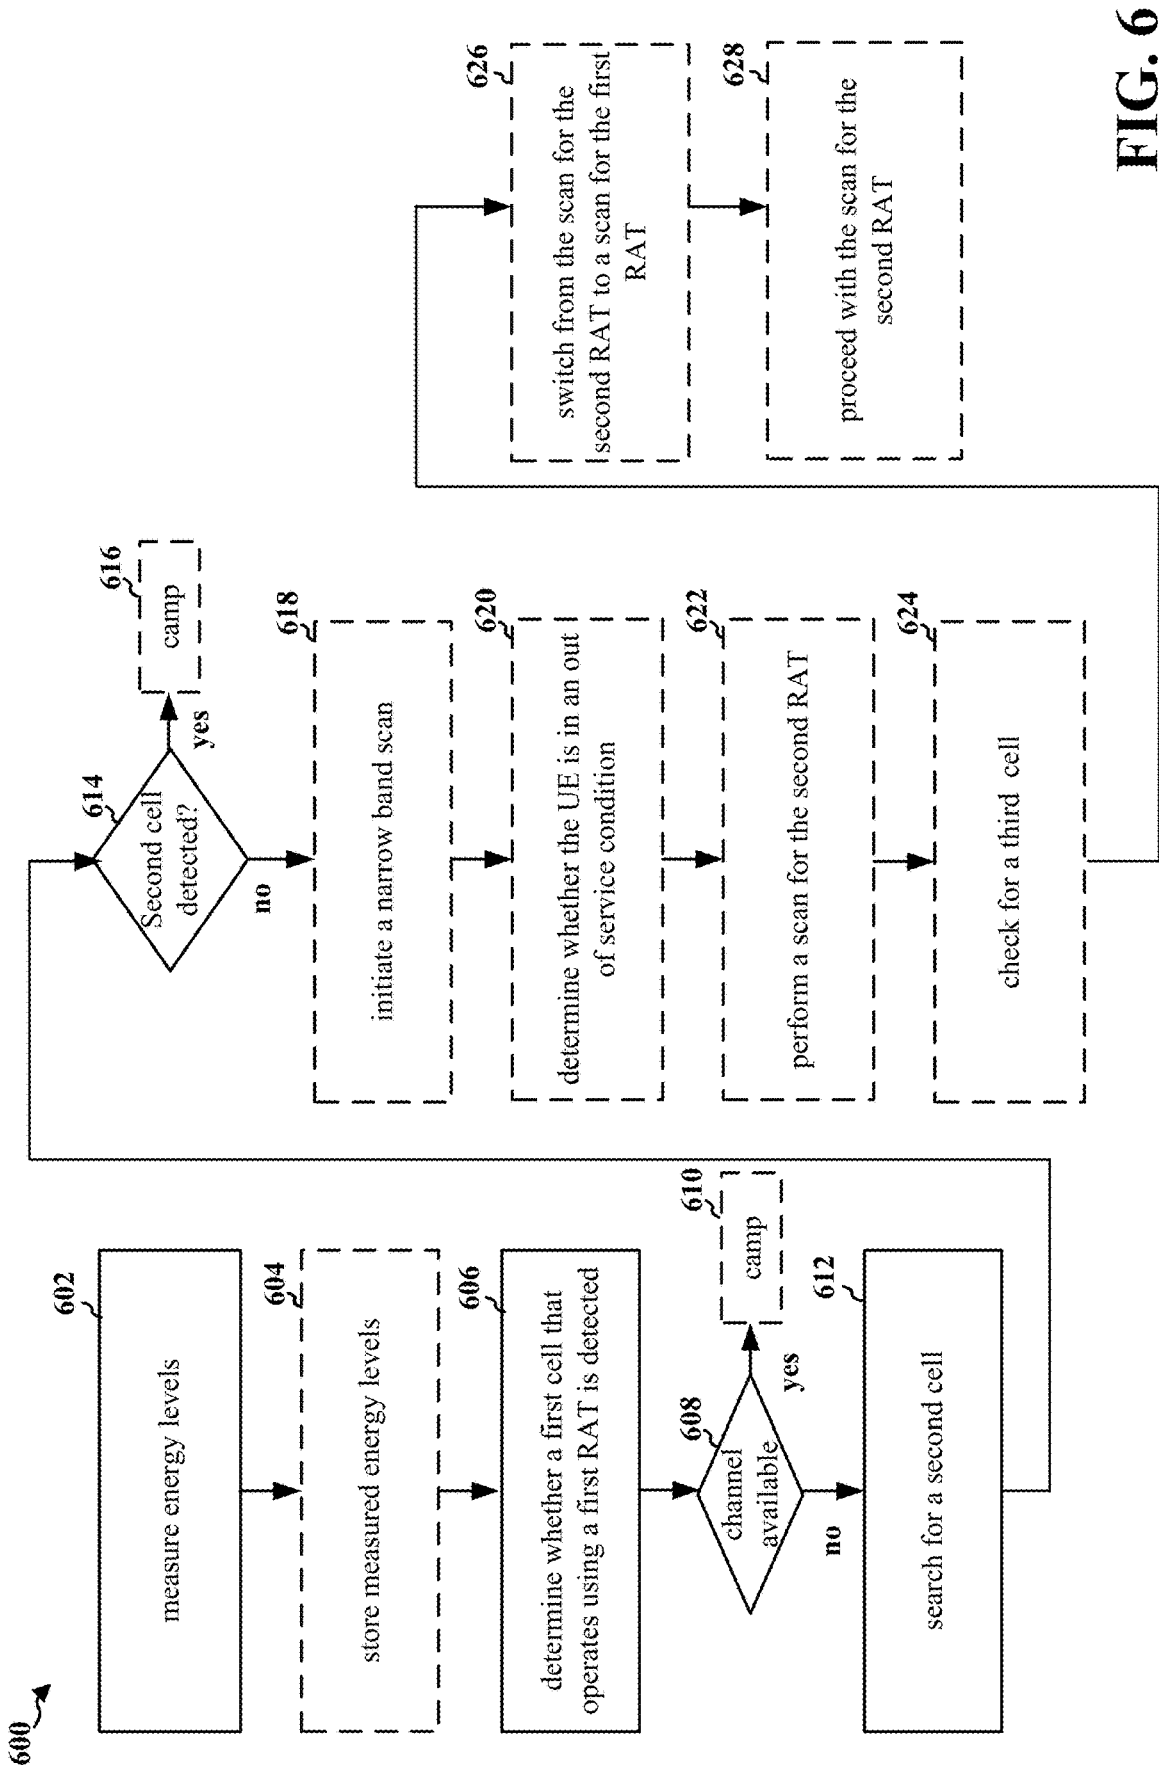 600
602
measure energy levels
604
store measured energy levels
606
determine whether a first cell that
operates using a first RAT is detected
608
channel
available
yes
610
camp
no
612
search for a second cell
614
Second cell
detected?
yes
616
camp
no
618
initiate a narrow band scan
620
determine whether the UE is in an out
of service condition
622
perform a scan for the second RAT
624
check for a third cell
626
switch from the scan for the
second RAT to a scan for the first
RAT
628
proceed with the scan for the
second RAT
FIG. 6